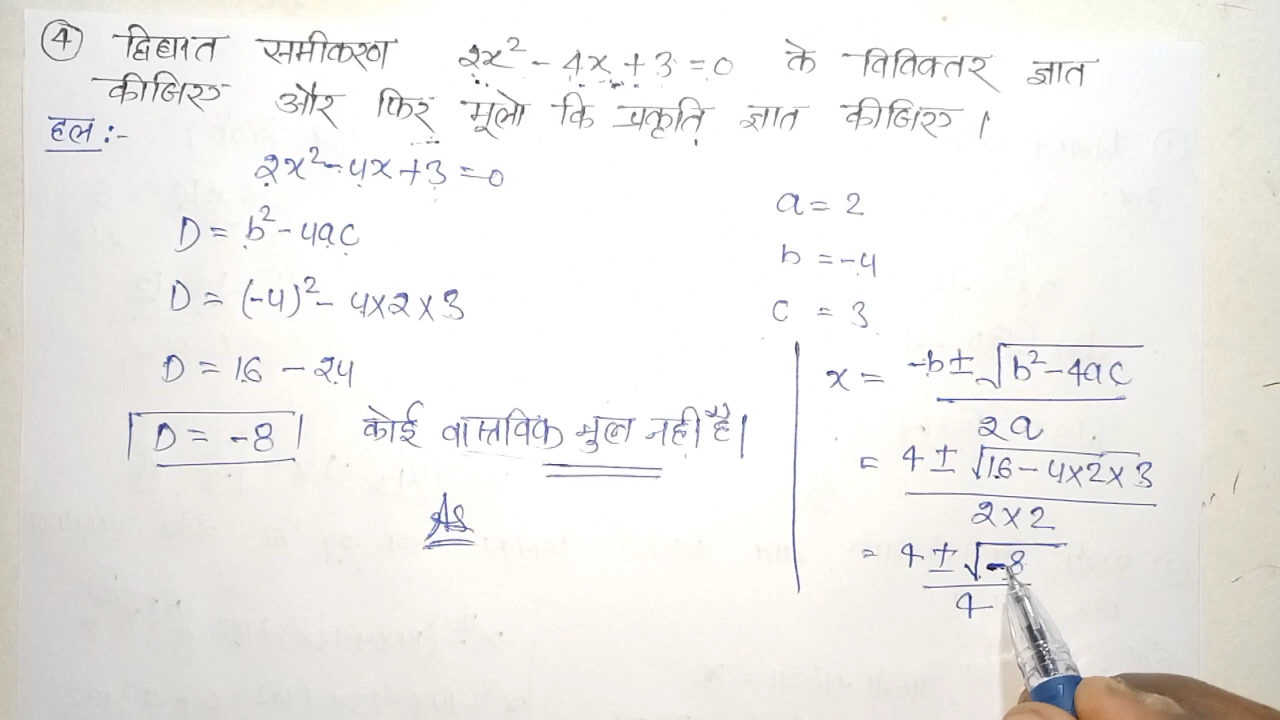 ④ द्विघात समीकरण 2x² - 4x + 3 = 0 के विविक्तर ज्ञात
कीजिए और फिर मूलो कि प्रकृति ज्ञात कीजिए।
हल :-
2x² - 4x + 3 = 0
D = b² - 4ac
D = (-4)² - 4×2×3
D = 16 - 24
D = -8 कोई वास्तविक मुल नही है।
a = 2
b = -4
c = 3
x = -b ± √b² - 4ac
2a
= 4 ± √16 - 4×2×3
2×2
= 4 ± √-8
4